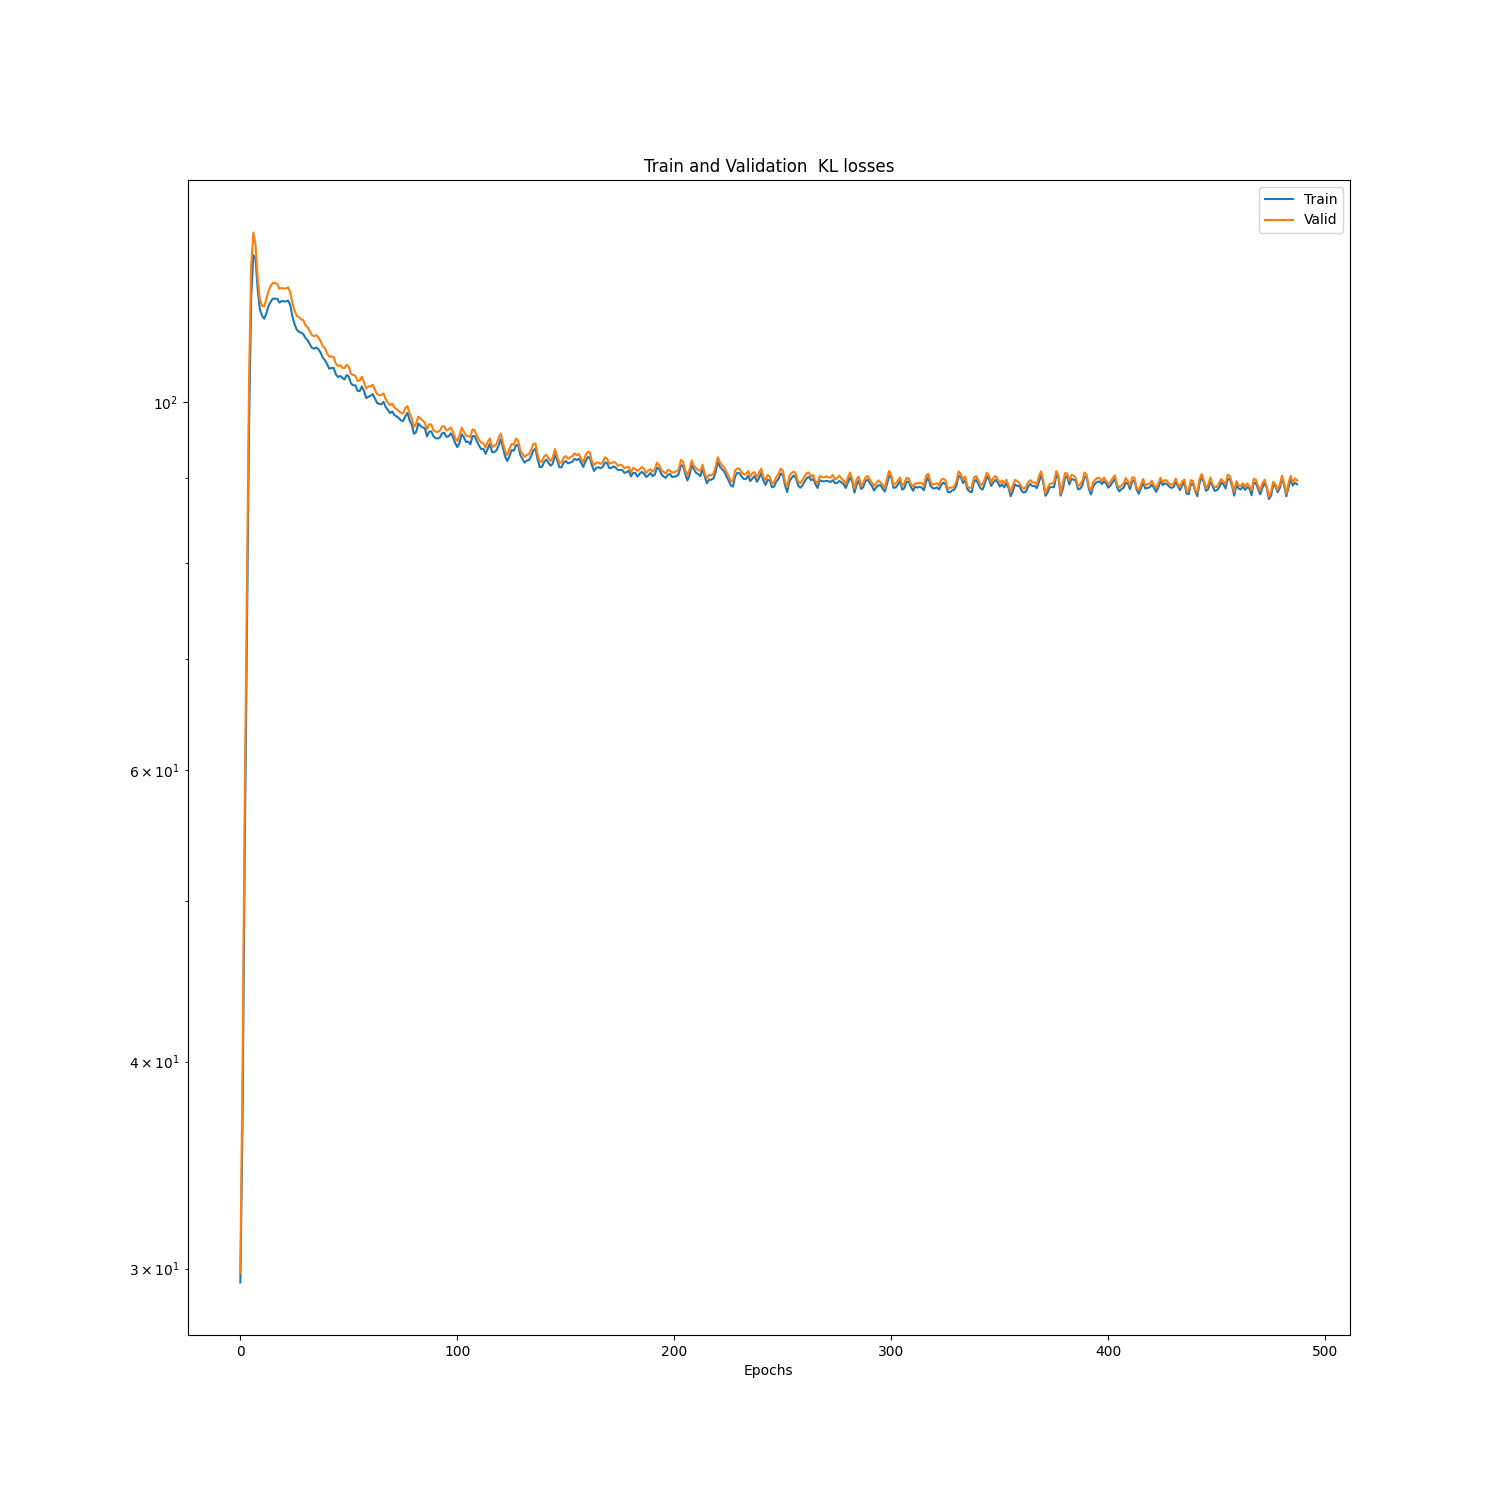 Train and Validation  KL losses
Train
Valid
10²
6 × 10¹
4 × 10¹
3 × 10¹
0
100
200
300
400
500
Epochs